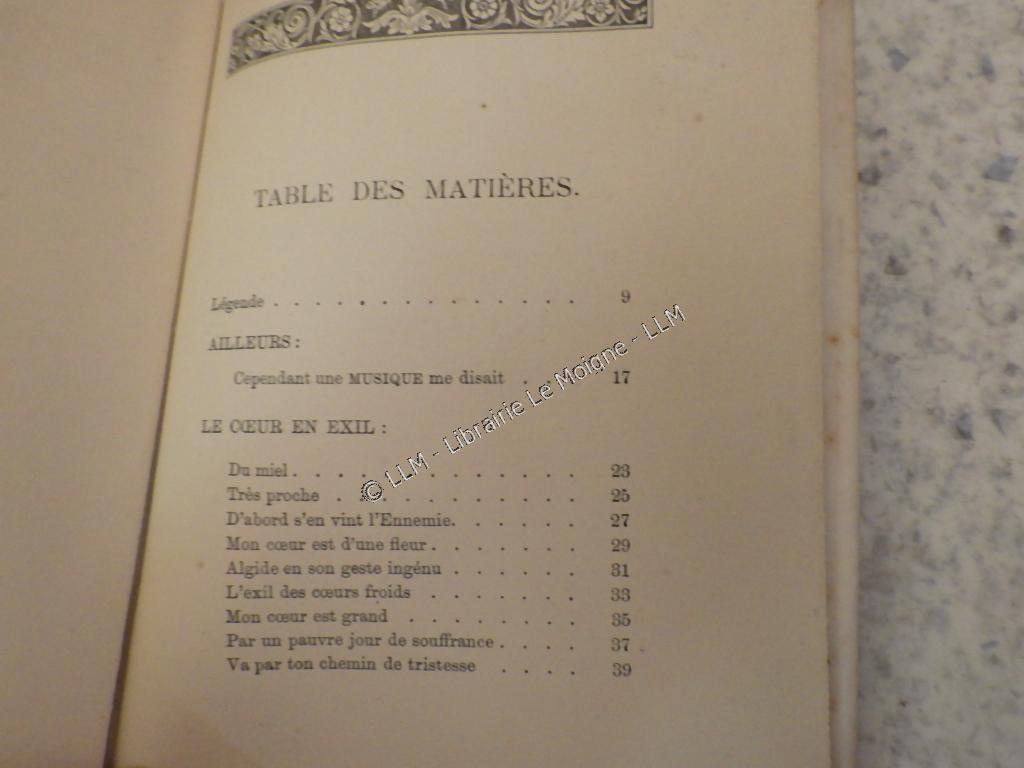 TABLE DES MATIÈRES.
Légende . . . . . . . . . . . . . . 9
AILLEURS :
Cependant une MUSIQUE me disait . . . 17
LE CŒUR EN EXIL :
Du miel . . . . . . . . . . . . . 23
Très proche . . . . . . . . . . . 25
D'abord s'en vint l'Ennemie. . . . . . 27
Mon cœur est d'une fleur . . . . . . . 29
Algide en son geste ingénu . . . . . . 31
L'exil des cœurs froids . . . . . . . 33
Mon cœur est grand . . . . . . . . 35
Par un pauvre jour de souffrance . . . . 37
Va par ton chemin de tristesse . . . . 39
© LLM - Librairie Le Moigne - LLM